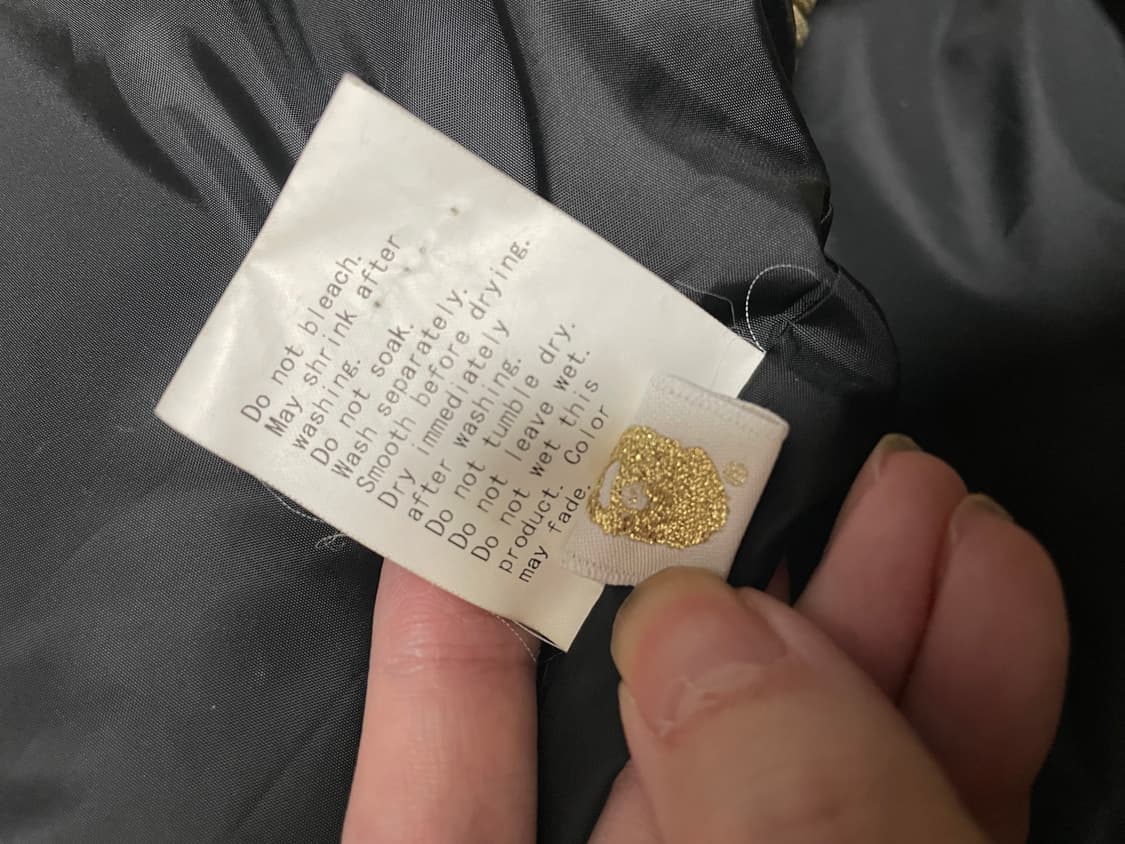 Do not bleach.
May shrink after
washing.
Do not soak.
Wash separately.
Smooth before drying.
Dry immediately
after washing.
Do not tumble dry.
Do not leave wet.
Do not wet this
product. Color
may fade.